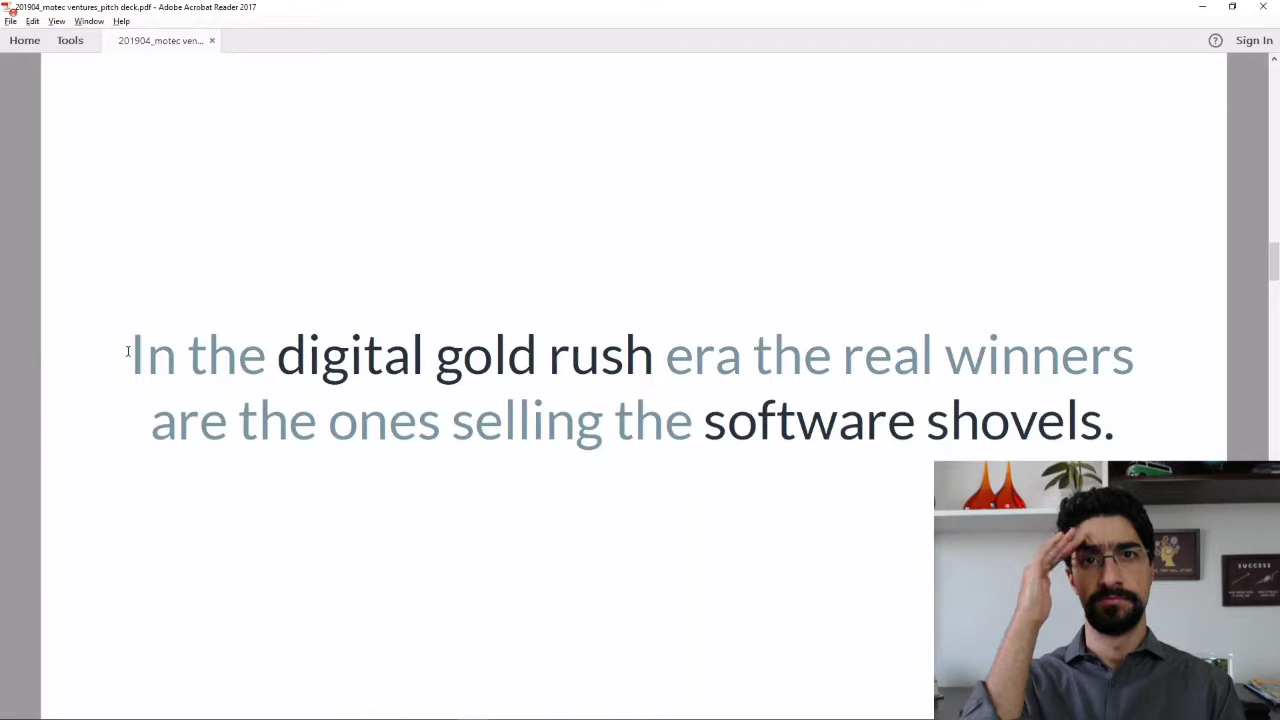 201904_motec ventures_pitch deck.pdf - Adobe Acrobat Reader 2017
File Edit View Window Help
Home Tools 201904_motec ven... × ? Sign In
In the digital gold rush era the real winners
are the ones selling the software shovels.
SUCCESS